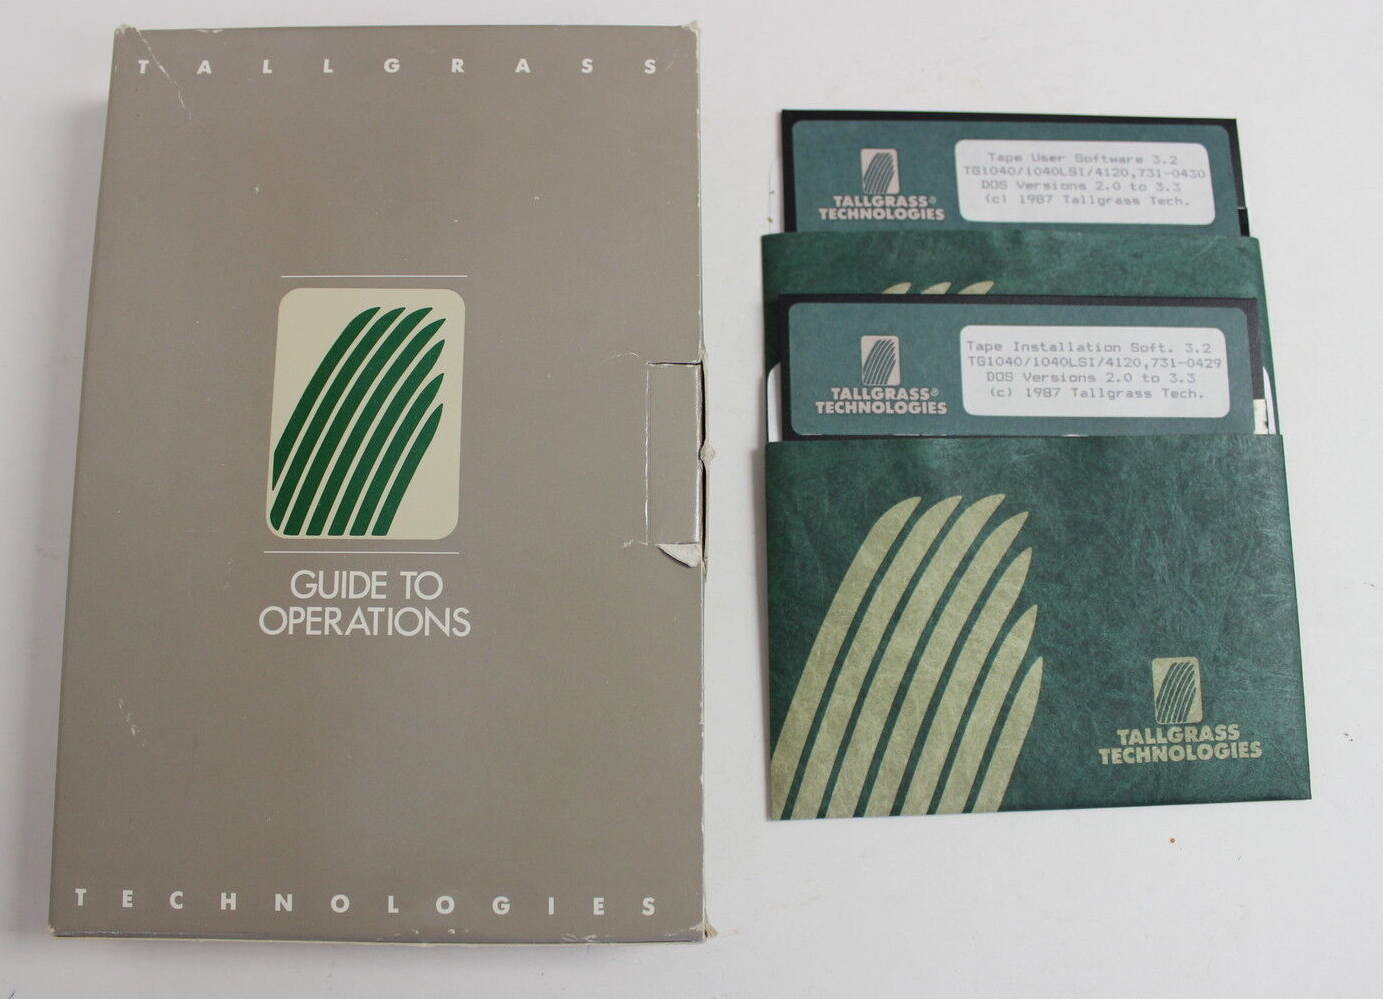 TALLGRASS
GUIDE TO
OPERATIONS
TECHNOLOGIES
Tape User Software 3.2
TG1040/1040LSI/4120,731-0430
DOS Versions 2.0 to 3.3
(c) 1987 Tallgrass Tech.
TALLGRASS®
TECHNOLOGIES
Tape Installation Soft. 3.2
TG1040/1040LSI/4120,731-0429
DOS Versions 2.0 to 3.3
(c) 1987 Tallgrass Tech.
TALLGRASS®
TECHNOLOGIES
TALLGRASS
TECHNOLOGIES